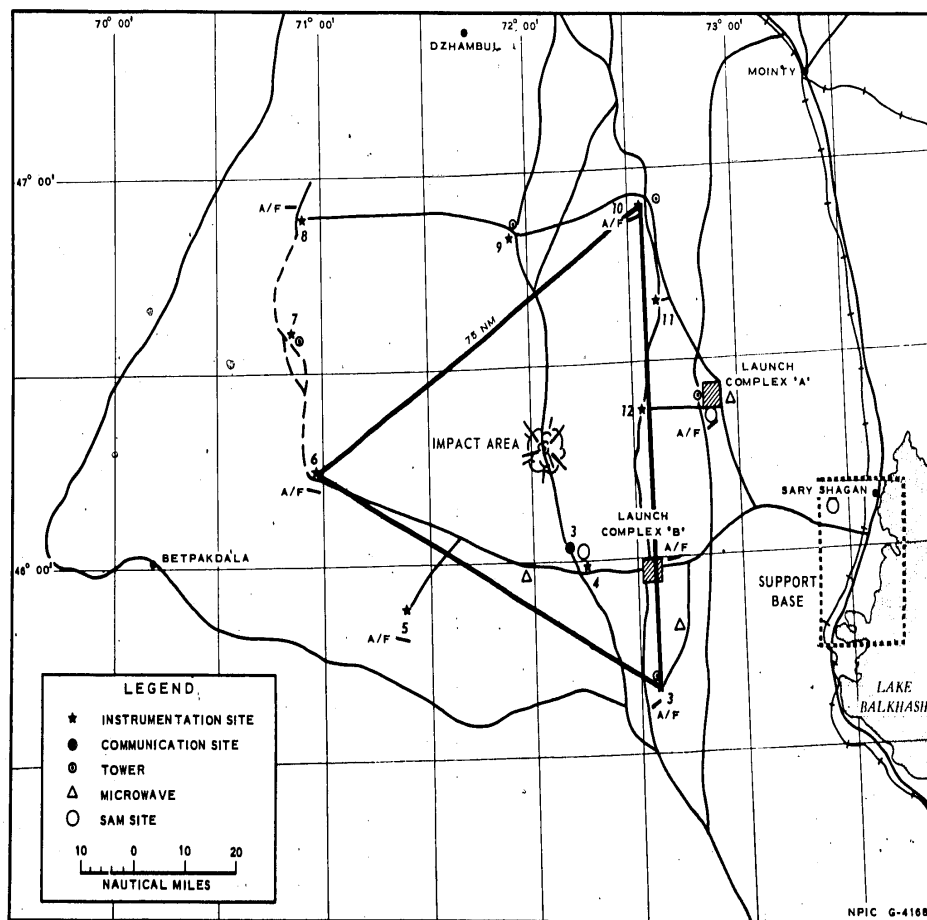 70° 00'
71° 00'
72° 00'
73° 00'
DZHAMBUL
MOINTY
47° 00'
A/F
8
10
A/F
9
11
7
75 NM
LAUNCH
COMPLEX 'A'
12
A/F
IMPACT AREA
6
A/F
SARY SHAGAN
LAUNCH
COMPLEX 'B'
3
A/F
4
46° 00'
BETPAKDALA
SUPPORT
BASE
5
A/F
3
A/F
LAKE
BALKHASH
LEGEND
INSTRUMENTATION SITE
COMMUNICATION SITE
TOWER
MICROWAVE
SAM SITE
10 0 10 20
NAUTICAL MILES
NPIC G-4168